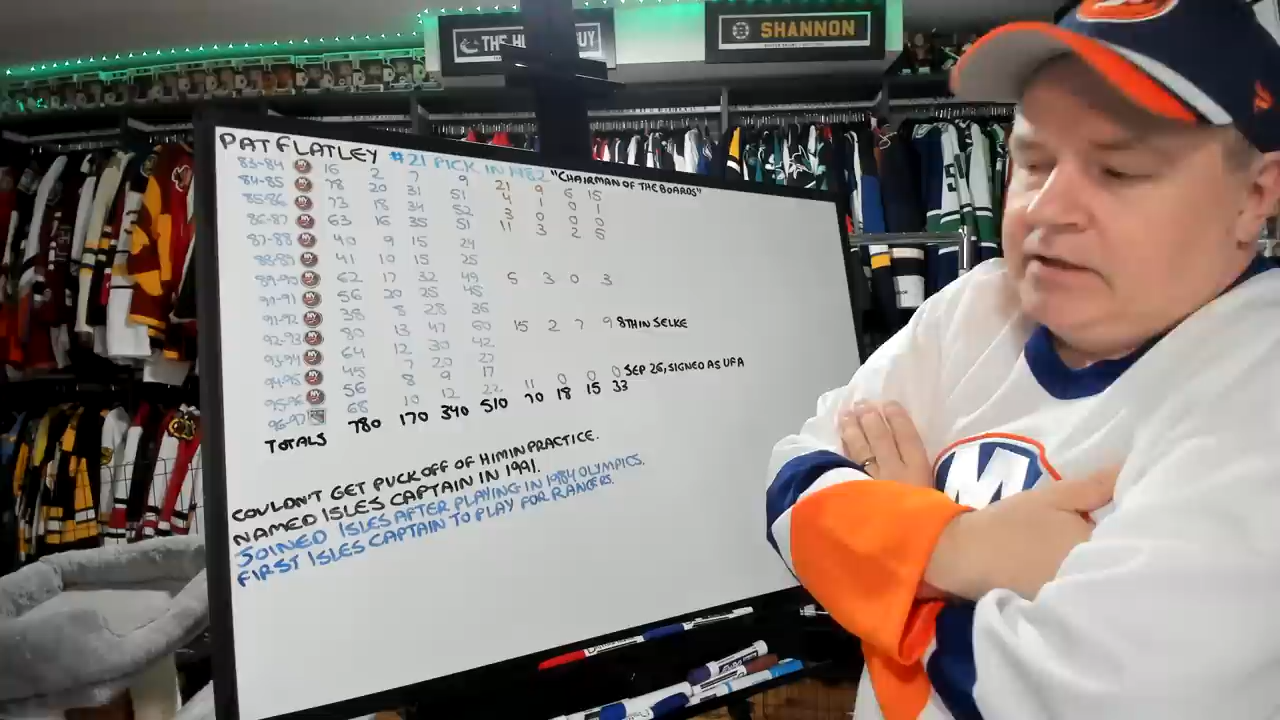 THE H GUY
SHANNON
PAT FLATLEY #21 PICK IN 1982 "CHAIRMAN OF THE BOARDS"
83-84 16 2 7 9 21 9 6 15
84-85 78 20 31 51 4 1 0 1
85-86 73 18 34 52 3 0 0 0
86-87 63 16 35 51 11 3 2 5
87-88 40 9 15 24
88-89 41 10 15 25
89-90 62 17 32 49 5 3 0 3
90-91 56 20 25 45
91-92 38 8 28 36
92-93 80 13 47 60 15 2 7 9 8TH IN SELKE
93-94 64 12 30 42
94-95 45 7 20 27
95-96 56 8 9 17
96-97 68 10 12 22 11 0 0 0 SEP 26, SIGNED AS UFA
TOTALS 780 170 340 510 70 18 15 33
COULDN'T GET PUCK OFF OF HIM IN PRACTICE.
NAMED ISLES CAPTAIN IN 1991.
JOINED ISLES AFTER PLAYING IN 1984 OLYMPICS.
FIRST ISLES CAPTAIN TO PLAY FOR RANGERS.